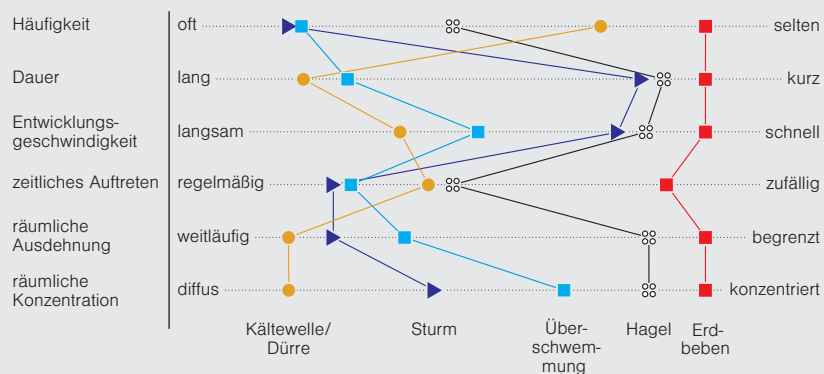 Häufigkeit oft selten
Dauer lang kurz
Entwicklungs-
geschwindigkeit langsam schnell
zeitliches Auftreten regelmäßig zufällig
räumliche
Ausdehnung weitläufig begrenzt
räumliche
Konzentration diffus konzentriert
Kältewelle/ Sturm Über- Hagel Erd-
Dürre schwem- beben
mung